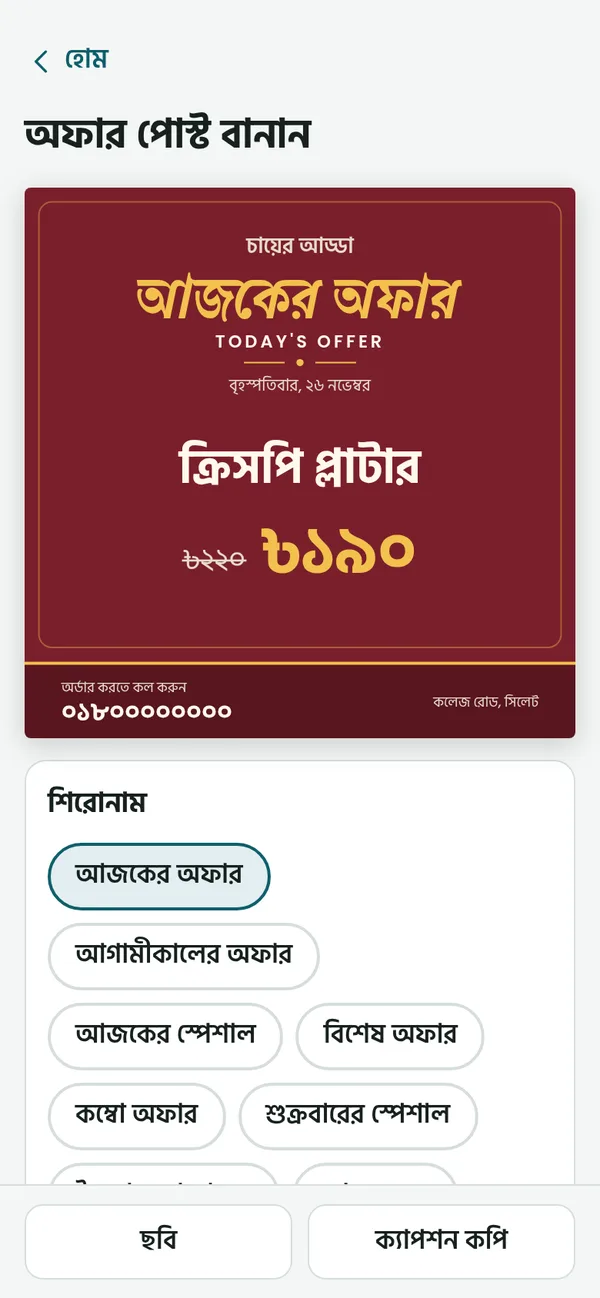 হোম
অফার পোস্ট বানান
চায়ের আড্ডা
আজকের অফার
TODAY'S OFFER
বৃহস্পতিবার, ২৬ নভেম্বর
ক্রিসপি প্লাটার
৳২২০ ৳১৯০
অর্ডার করতে কল করুন
০১৮০০০০০০০০
কলেজ রোড, সিলেট
শিরোনাম
আজকের অফার
আগামীকালের অফার
আজকের স্পেশাল
বিশেষ অফার
কম্বো অফার
শুক্রবারের স্পেশাল
ছবি
ক্যাপশন কপি